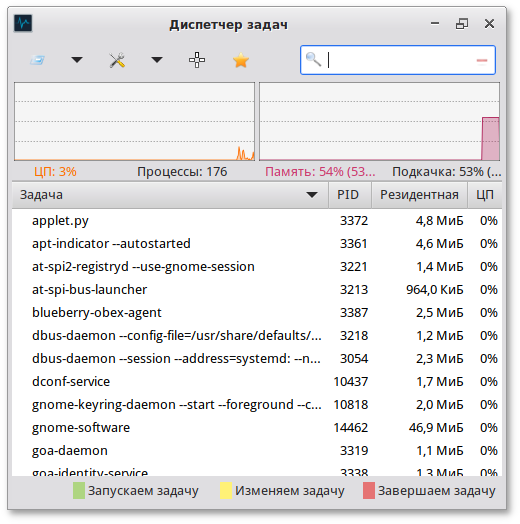 Диспетчер задач
ЦП: 3% Процессы: 176 Память: 54% (53... Подкачка: 53% (...
Задача PID Резидентная ЦП
applet.py 3372 4,8 МиБ 0%
apt-indicator --autostarted 3361 4,6 МиБ 0%
at-spi2-registryd --use-gnome-session 3221 1,4 МиБ 0%
at-spi-bus-launcher 3213 964,0 КиБ 0%
blueberry-obex-agent 3387 2,5 МиБ 0%
dbus-daemon --config-file=/usr/share/defaults/... 3218 1,2 МиБ 0%
dbus-daemon --session --address=systemd: --n... 3054 2,3 МиБ 0%
dconf-service 10437 1,7 МиБ 0%
gnome-keyring-daemon --start --foreground --c... 10818 2,0 МиБ 0%
gnome-software 14462 46,9 МиБ 0%
goa-daemon 3319 1,1 МиБ 0%
goa-identity-service 3338 1,3 МиБ 0%
Запускаем задачу Изменяем задачу Завершаем задачу